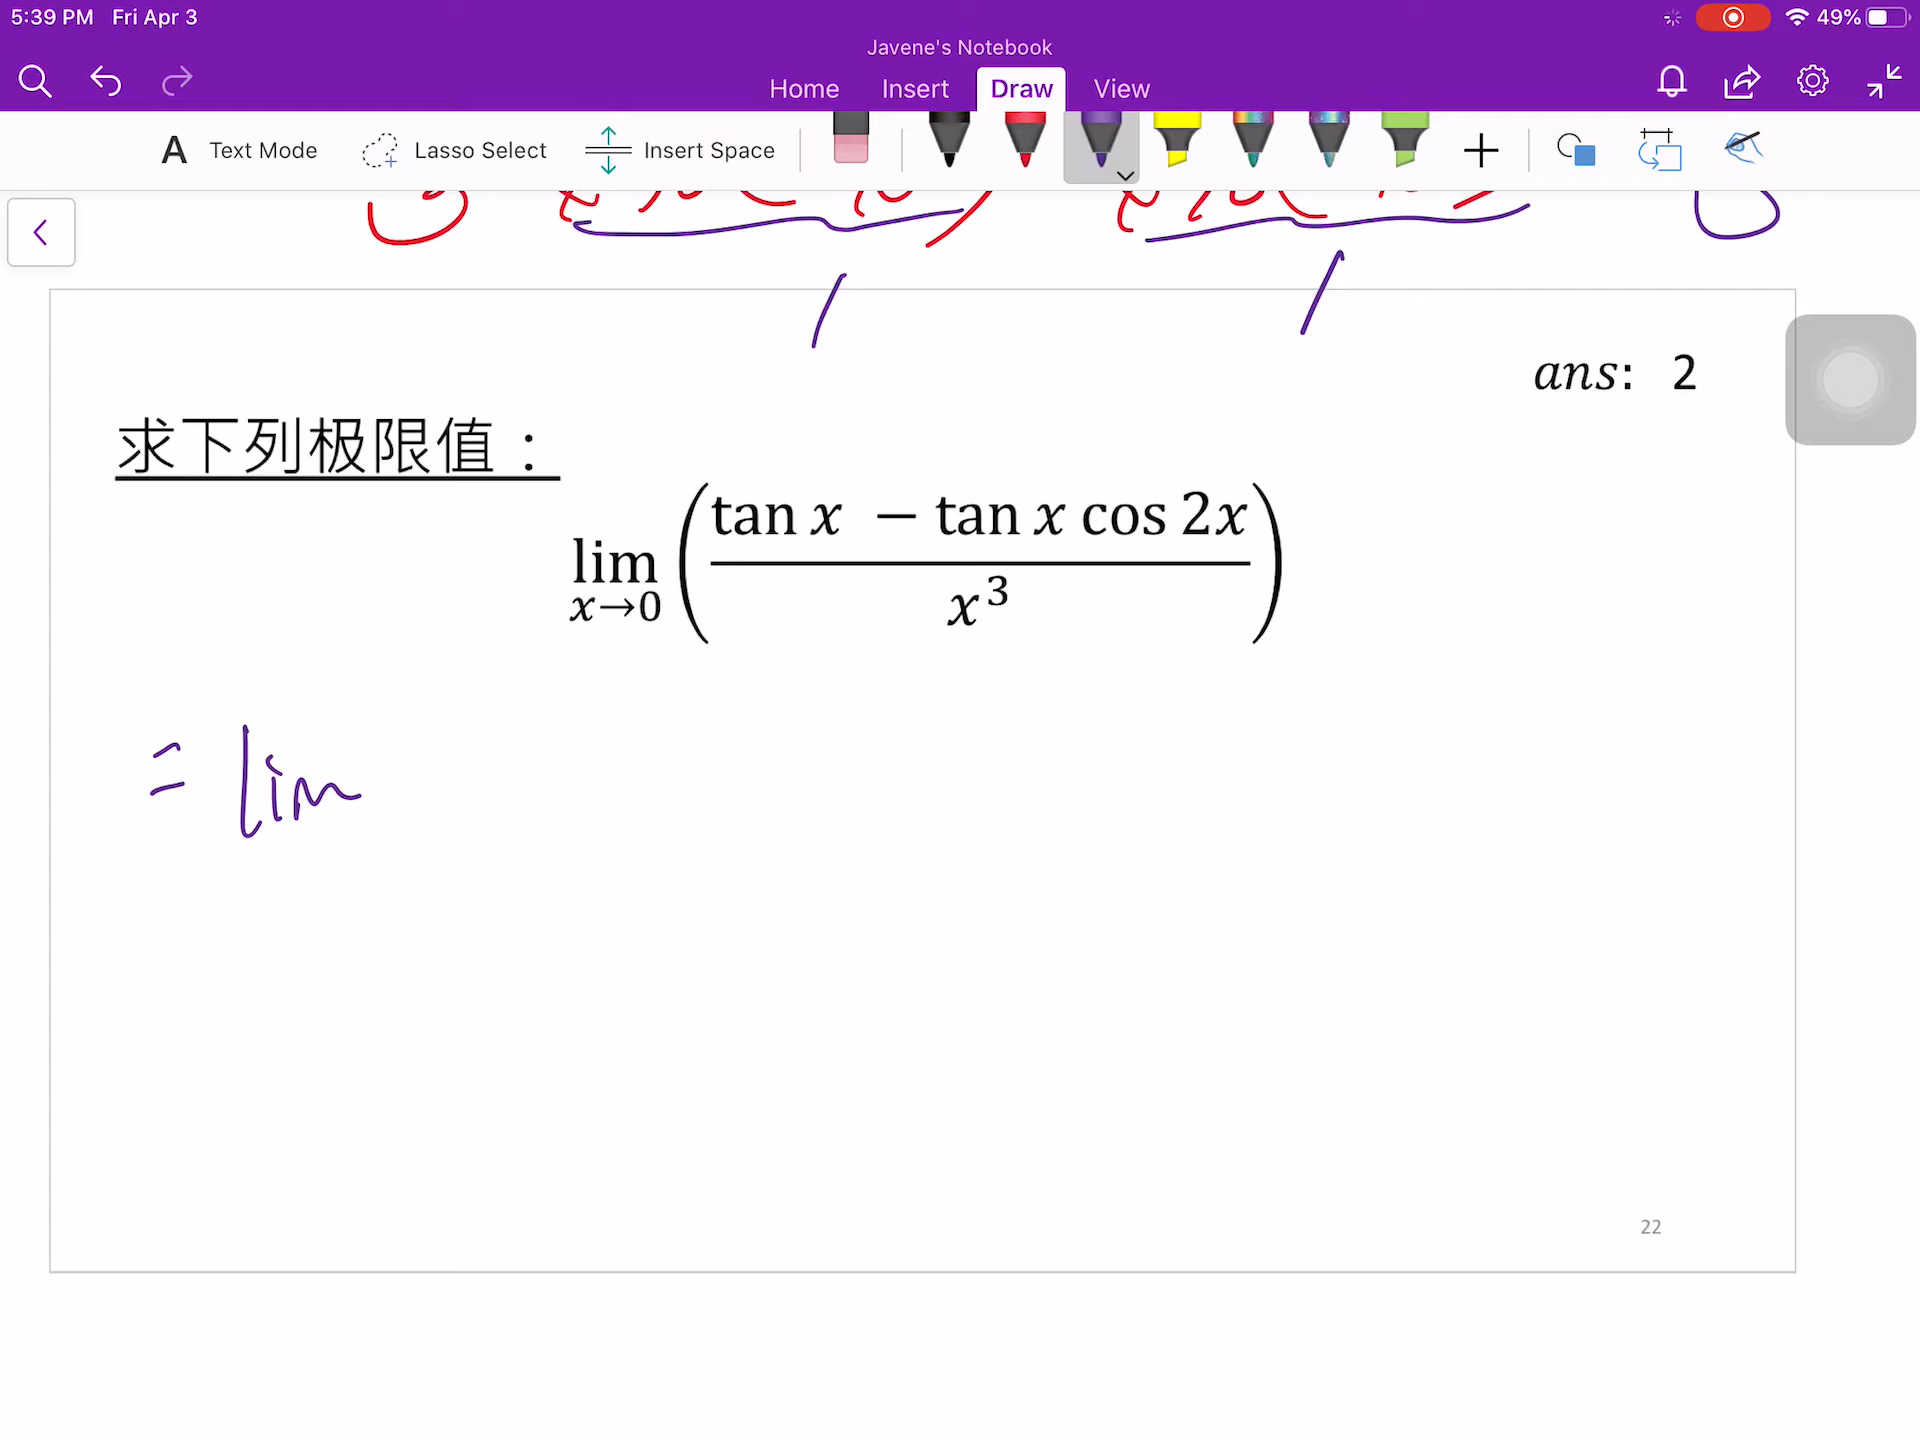 5:39 PM Fri Apr 3
49%
Javene's Notebook
Home Insert Draw View
A Text Mode Lasso Select Insert Space
ans: 2
求下列极限值：
lim x→0 ( (tan x − tan x cos 2x) / x³ )
= lim
22